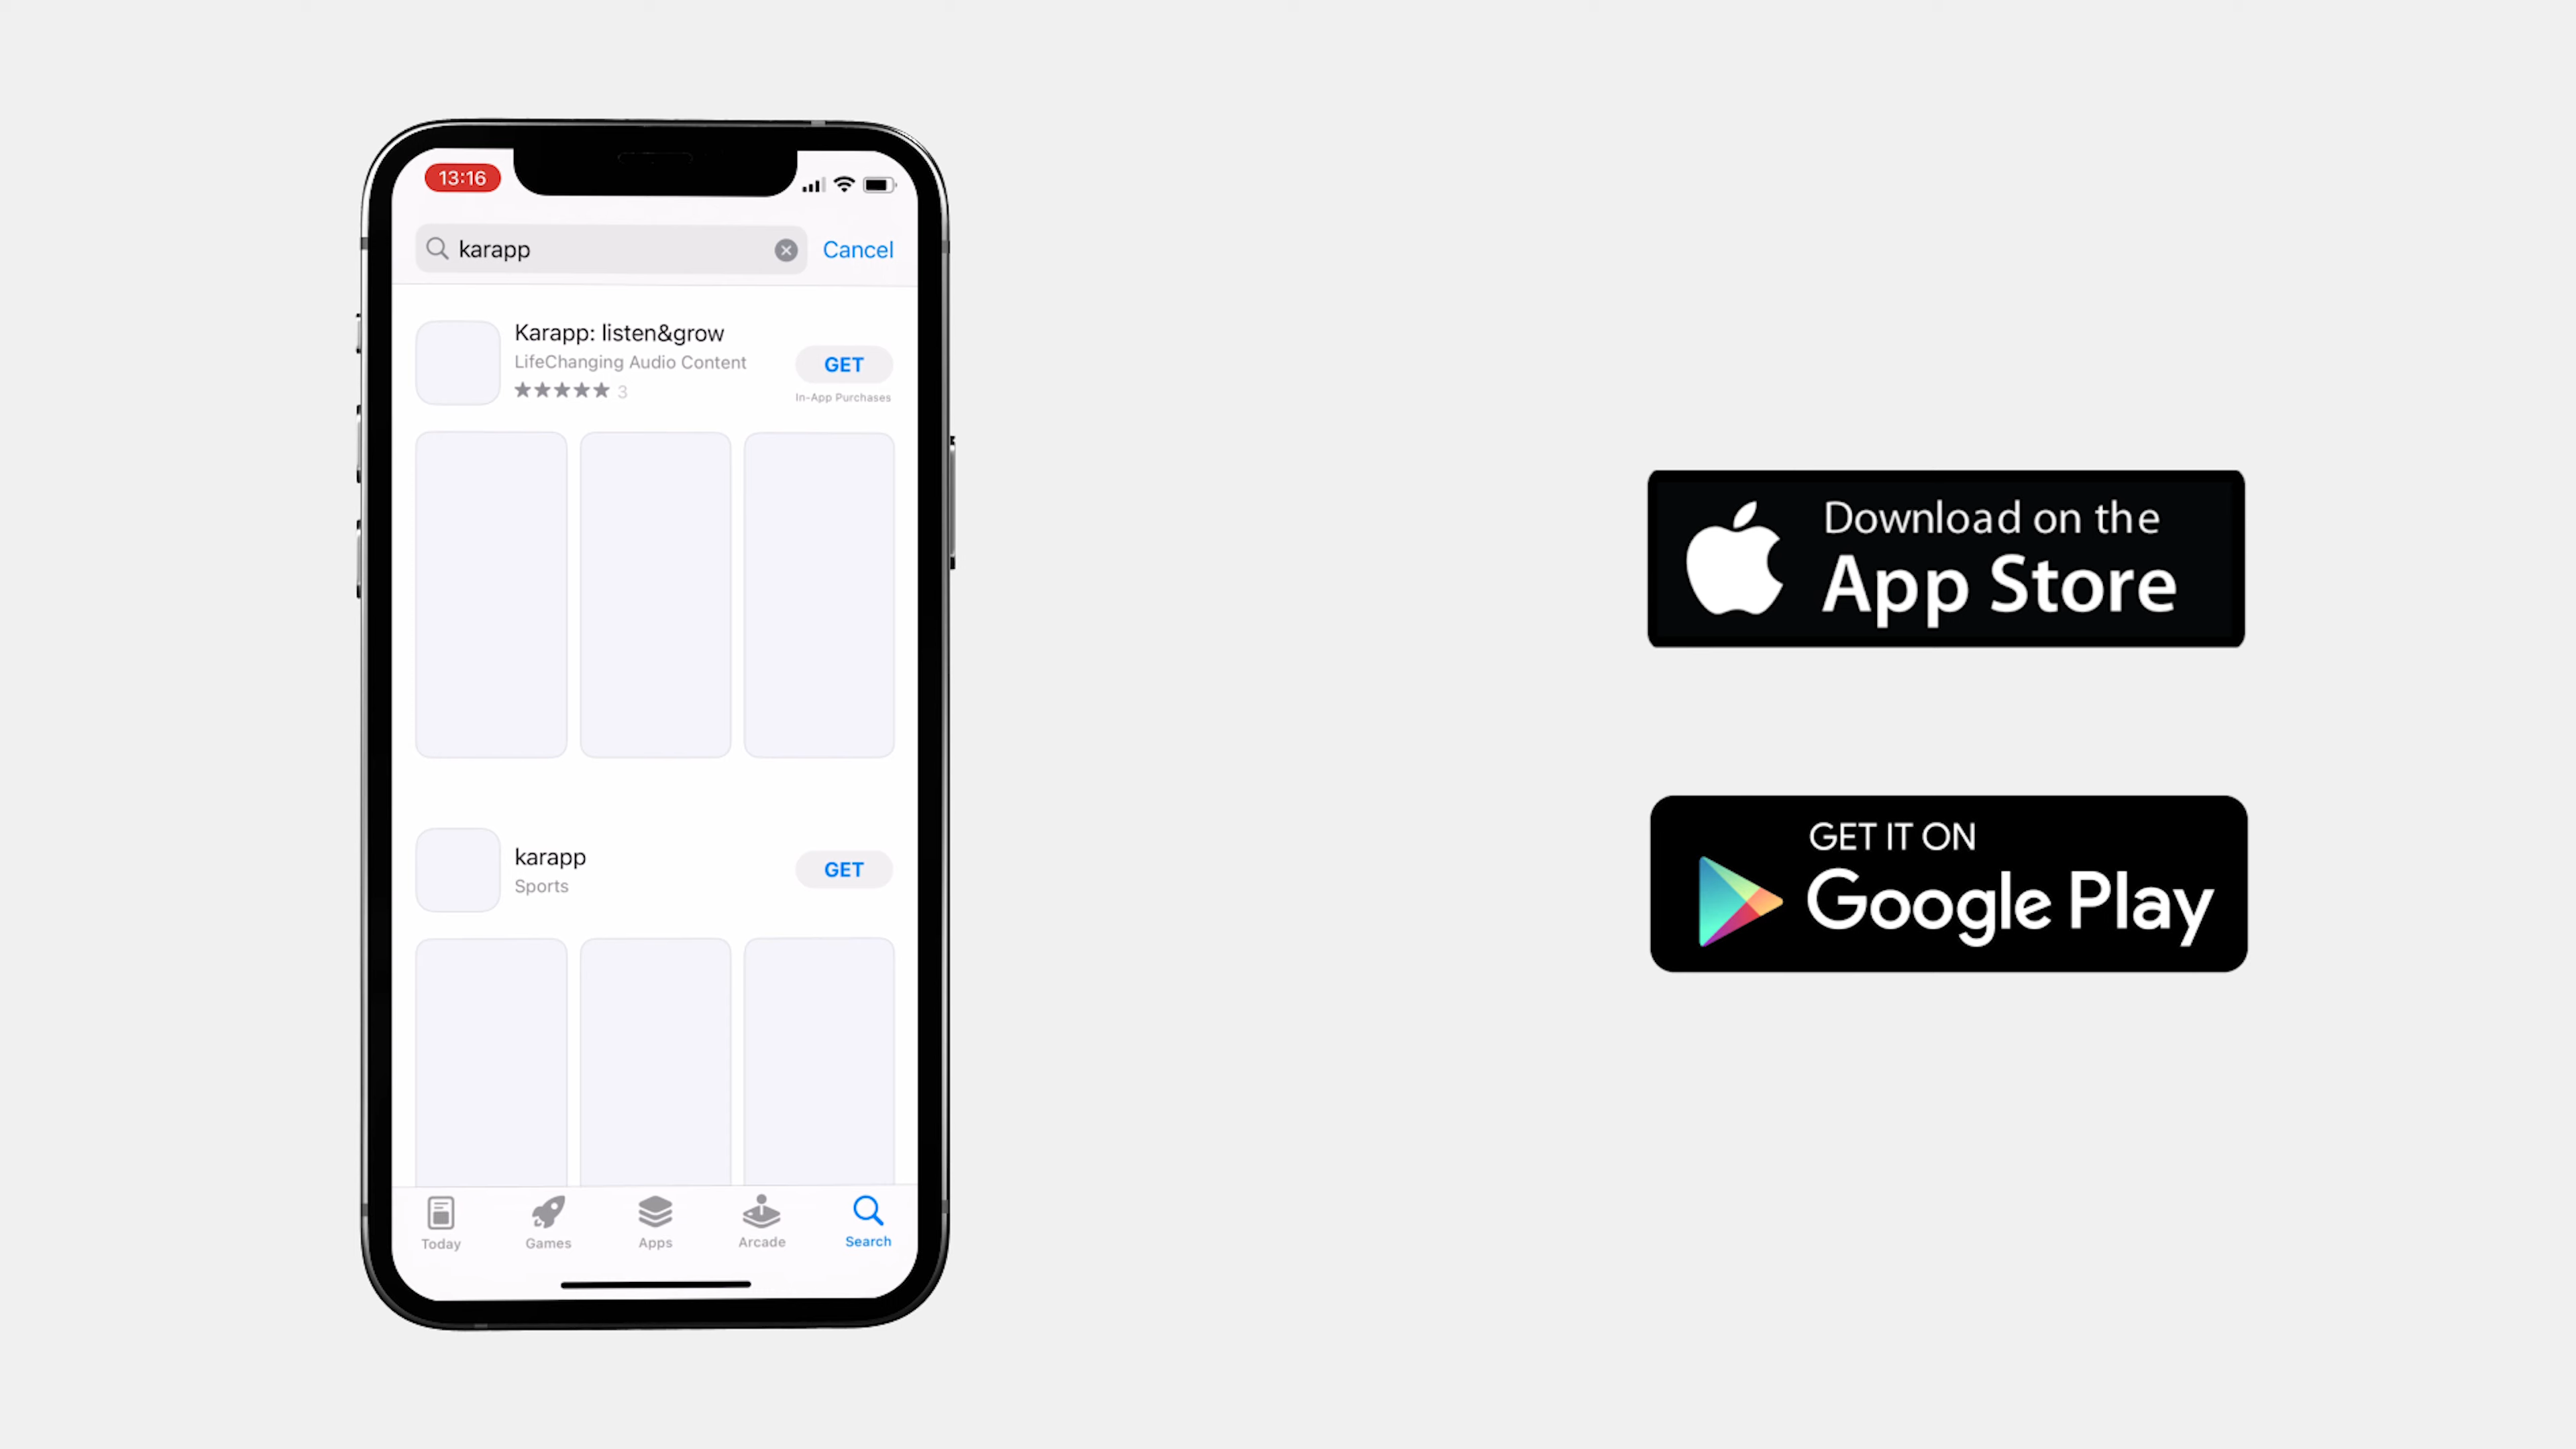 13:16
karapp
Cancel
Karapp: listen&grow
LifeChanging Audio Content
3
GET
In-App Purchases
karapp
Sports
GET
Today
Games
Apps
Arcade
Search
Download on the
App Store
GET IT ON
Google Play